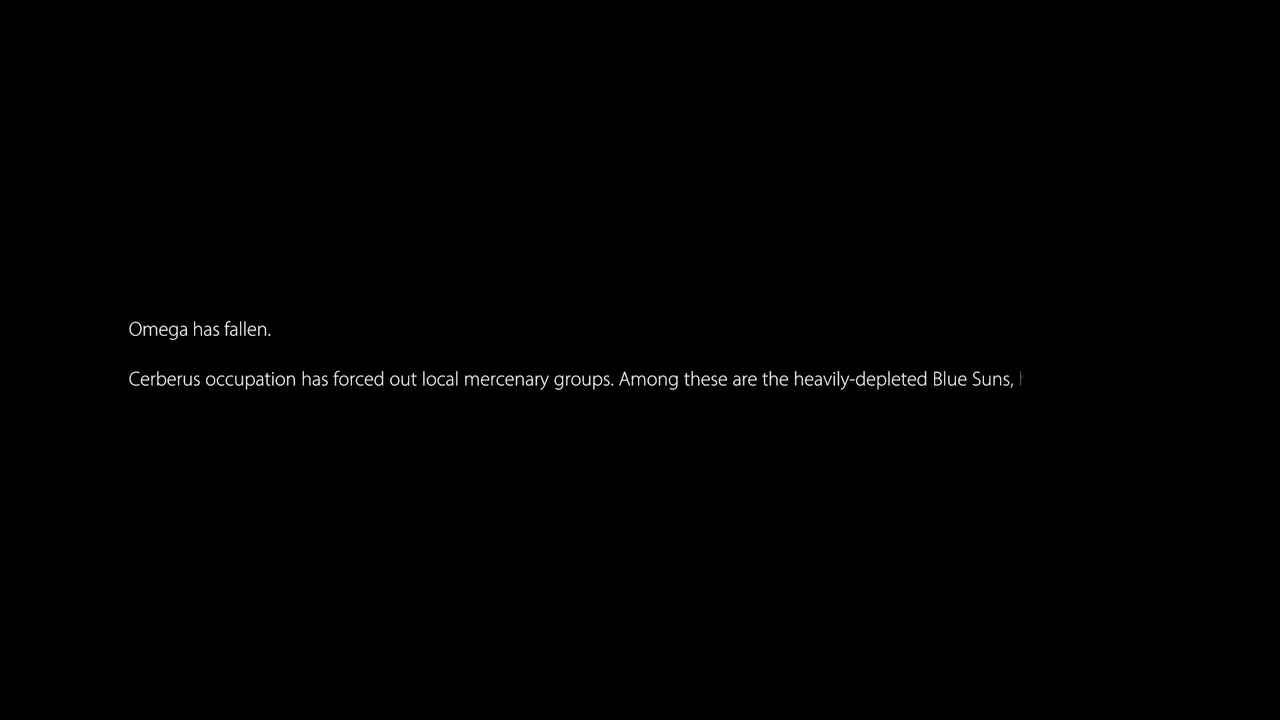 Omega has fallen.
Cerberus occupation has forced out local mercenary groups. Among these are the heavily-depleted Blue Suns,